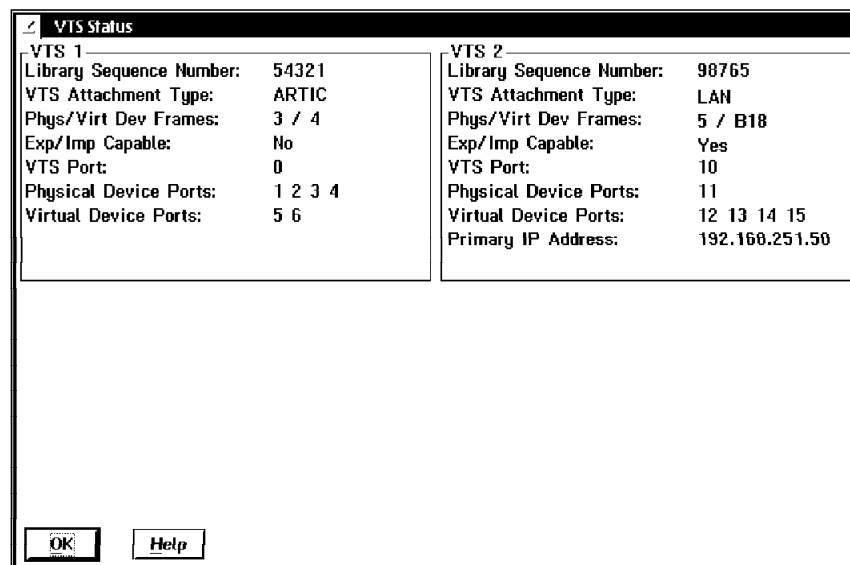 VTS Status
VTS 1
Library Sequence Number: 54321
VTS Attachment Type: ARTIC
Phys/Virt Dev Frames: 3 / 4
Exp/Imp Capable: No
VTS Port: 0
Physical Device Ports: 1 2 3 4
Virtual Device Ports: 5 6
VTS 2
Library Sequence Number: 98765
VTS Attachment Type: LAN
Phys/Virt Dev Frames: 5 / B18
Exp/Imp Capable: Yes
VTS Port: 10
Physical Device Ports: 11
Virtual Device Ports: 12 13 14 15
Primary IP Address: 192.168.251.50
OK
Help